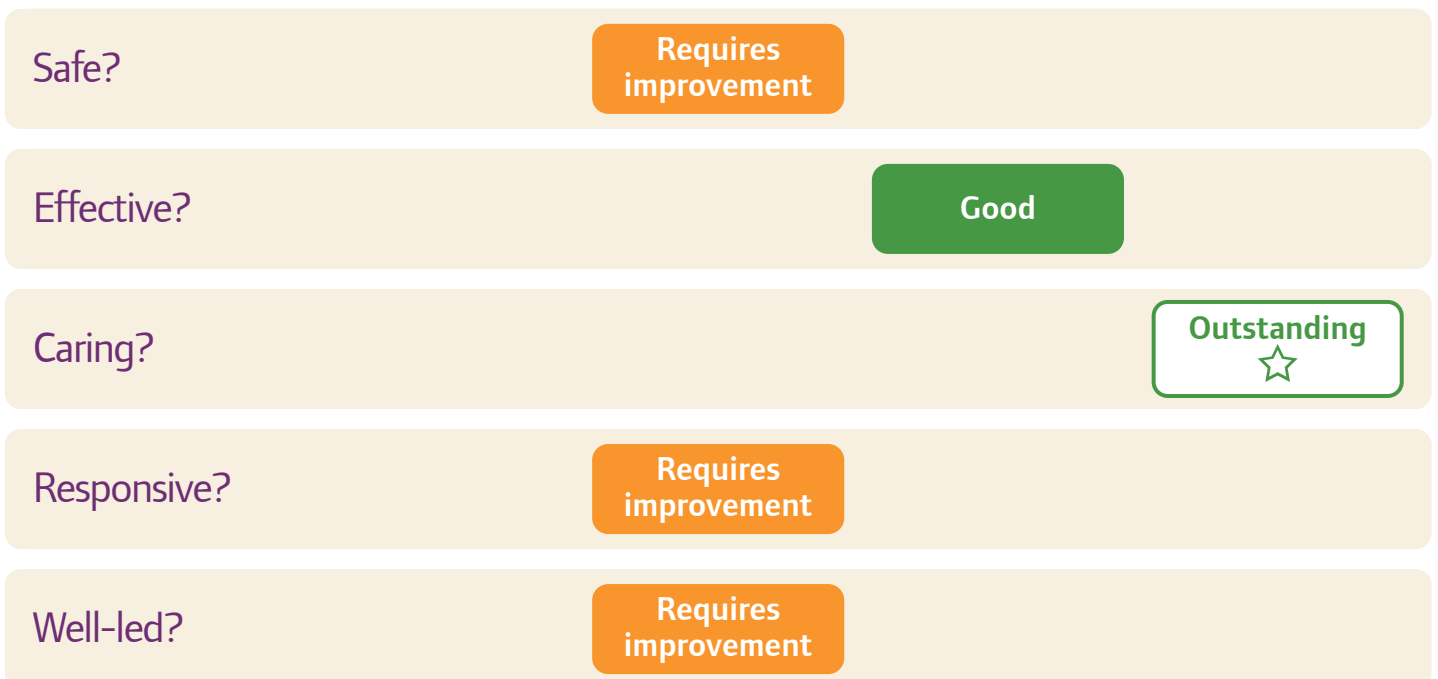 Safe?
Requires
improvement
Effective?
Good
Caring?
Outstanding
Responsive?
Requires
improvement
Well-led?
Requires
improvement